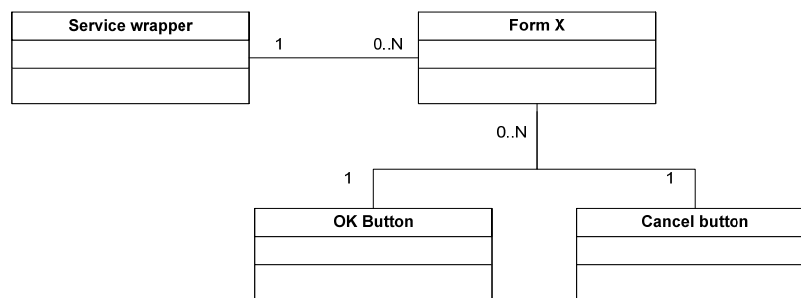 Service wrapper
Form X
1
0..N
0..N
1
1
OK Button
Cancel button